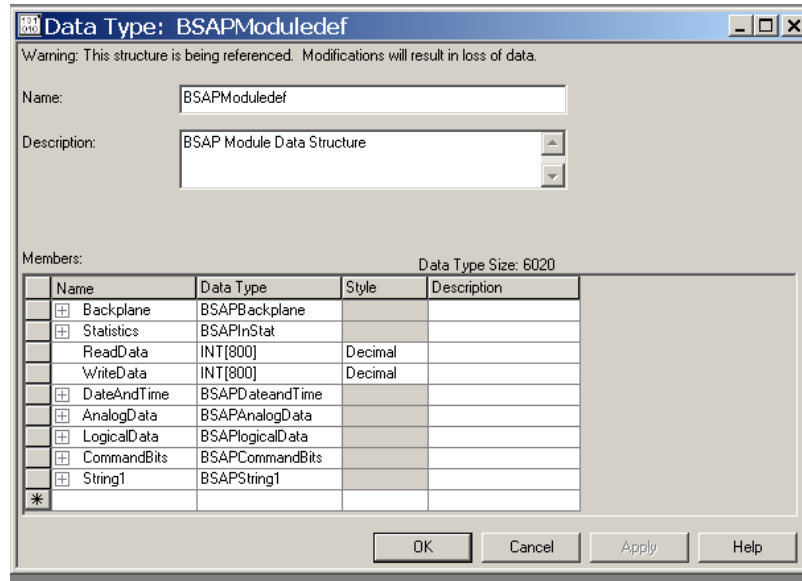 Data Type: BSAPModuledef
Warning: This structure is being referenced. Modifications will result in loss of data.
Name: BSAPModuledef
Description: BSAP Module Data Structure
Members: Data Type Size: 6020
Name Data Type Style Description
Backplane BSAPBackplane
Statistics BSAPInStat
ReadData INT[800] Decimal
WriteData INT[800] Decimal
DateAndTime BSAPDateandTime
AnalogData BSAPAnalogData
LogicalData BSAPlogicalData
CommandBits BSAPCommandBits
String1 BSAPString1
OK Cancel Apply Help